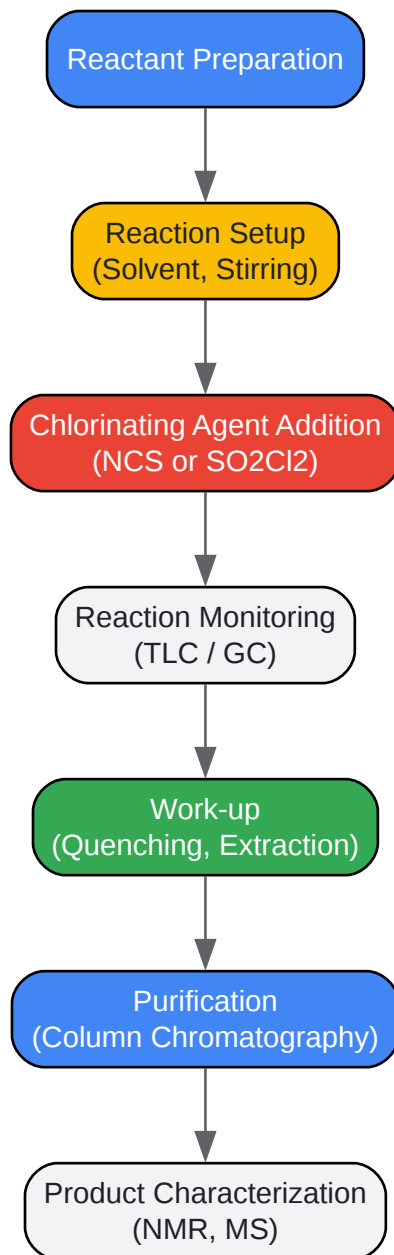 Reactant Preparation
Reaction Setup
(Solvent, Stirring)
Chlorinating Agent Addition
(NCS or SO2Cl2)
Reaction Monitoring
(TLC / GC)
Work-up
(Quenching, Extraction)
Purification
(Column Chromatography)
Product Characterization
(NMR, MS)